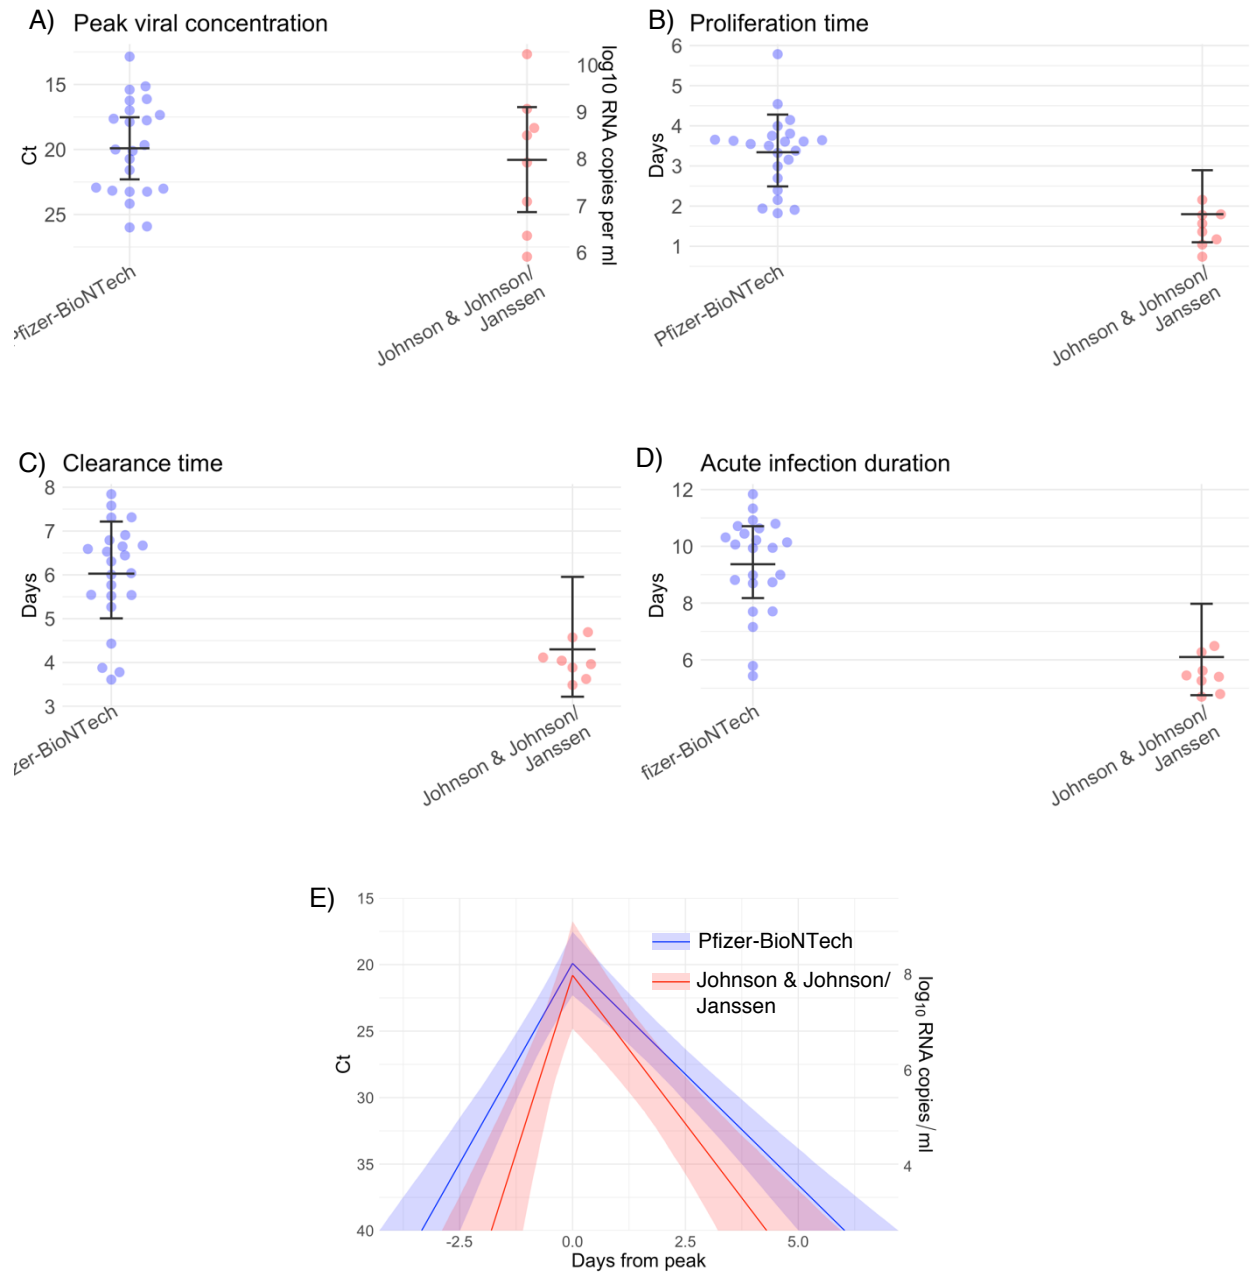 A) Peak viral concentration
15
20
25
Ct
10
9
8
7
6
log10 RNA copies per ml
Pfizer-BioNTech
Johnson & Johnson/
Janssen
B) Proliferation time
6
5
4
3
2
1
Days
Pfizer-BioNTech
Johnson & Johnson/
Janssen
C) Clearance time
8
7
6
5
4
3
Days
zer-BioNTech
Johnson & Johnson/
Janssen
D) Acute infection duration
12
10
8
6
Days
fizer-BioNTech
Johnson & Johnson/
Janssen
E)
15
20
25
30
35
40
Ct
Pfizer-BioNTech
Johnson & Johnson/
Janssen
8
6
4
log10 RNA copies/ml
-2.5
0.0
2.5
5.0
Days from peak